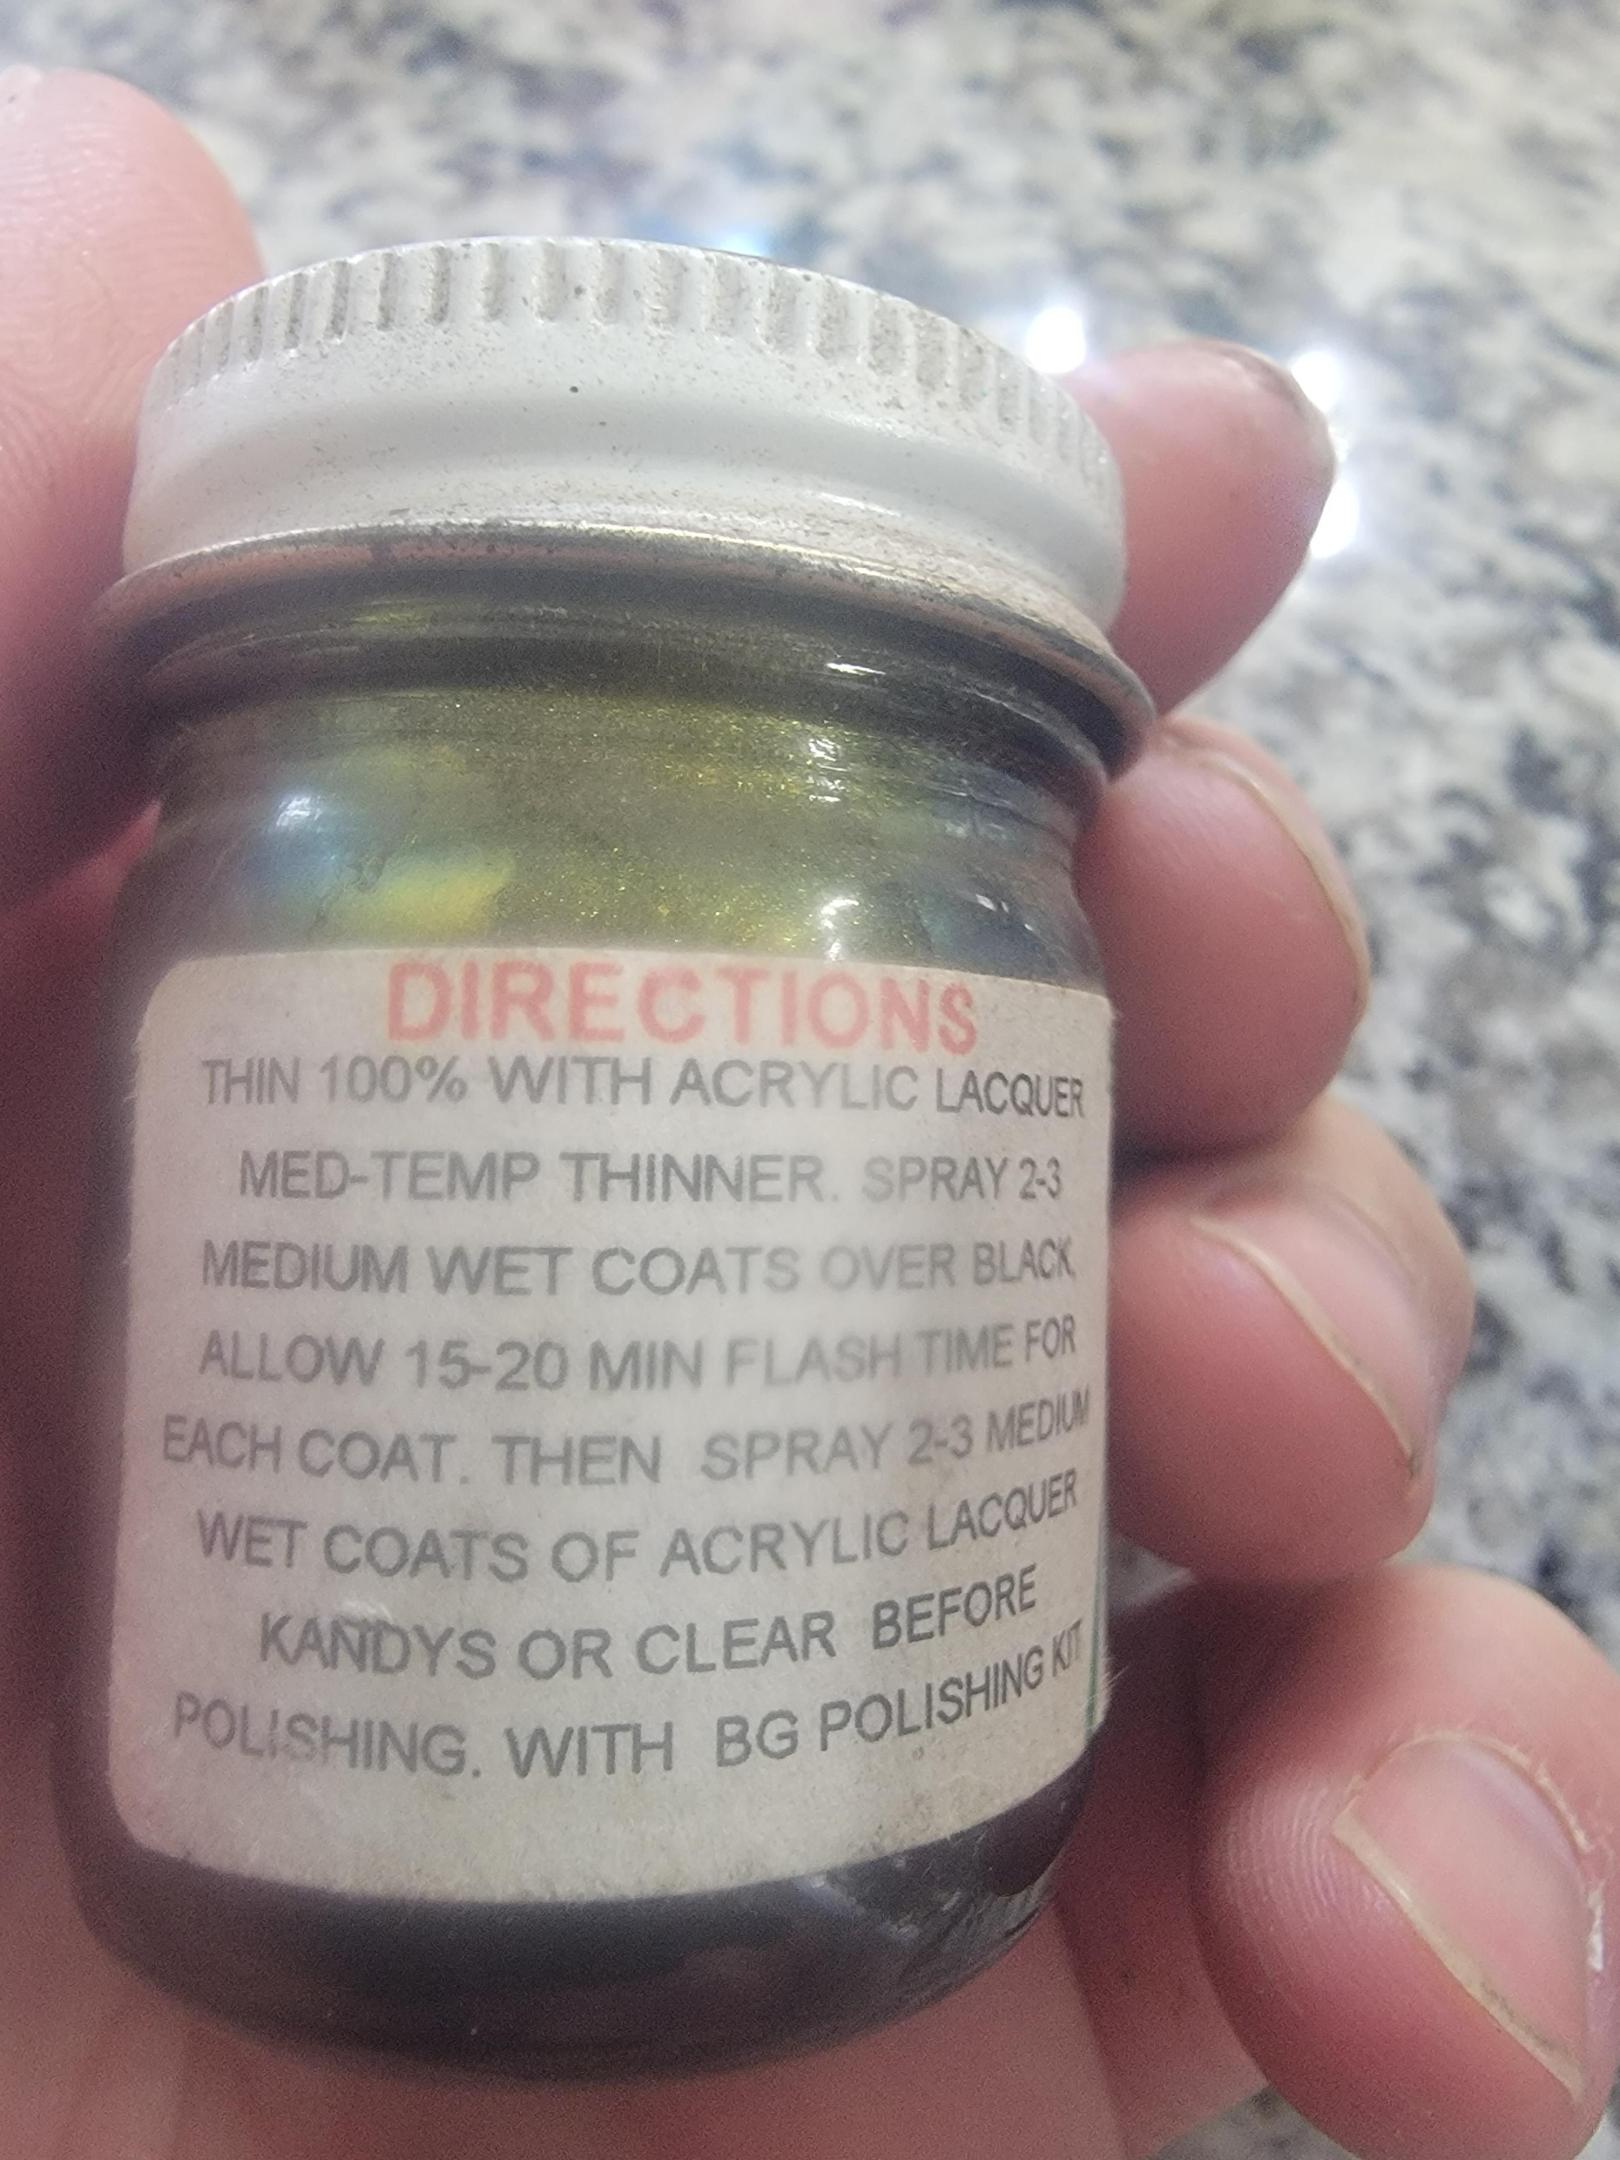 DIRECTIONS
THIN 100% WITH ACRYLIC LACQUER
MED-TEMP THINNER. SPRAY 2-3
MEDIUM WET COATS OVER BLACK,
ALLOW 15-20 MIN FLASH TIME FOR
EACH COAT. THEN SPRAY 2-3 MEDIUM
WET COATS OF ACRYLIC LACQUER
KANDYS OR CLEAR BEFORE
POLISHING. WITH BG POLISHING KIT